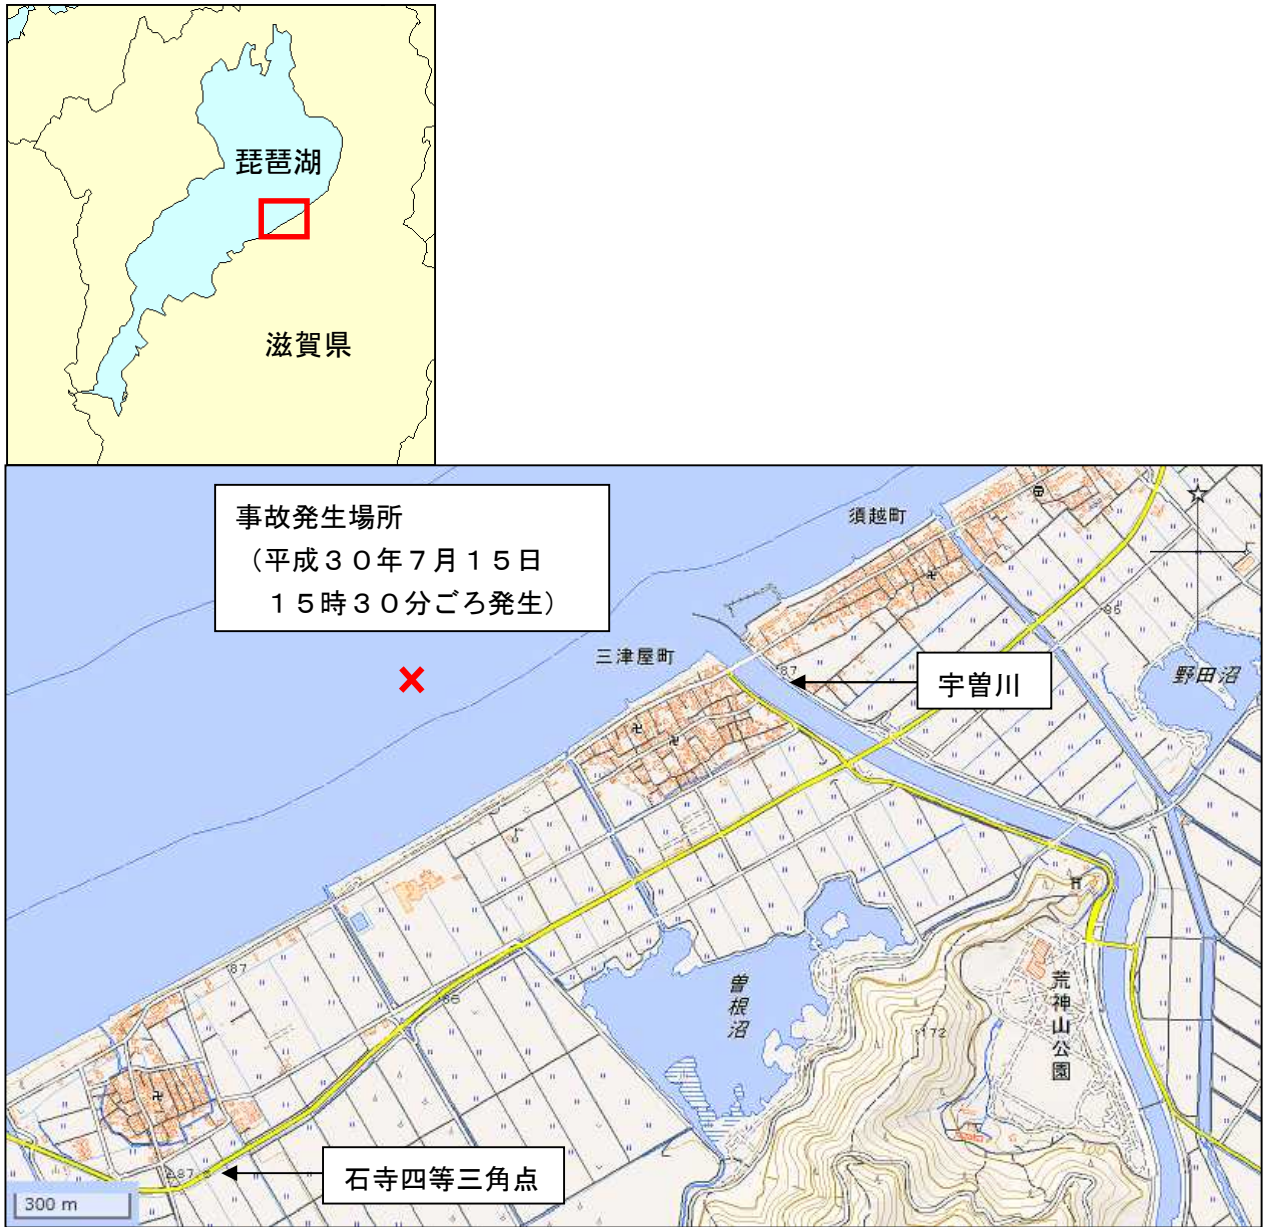 琵琶湖
滋賀県
事故発生場所
（平成３０年７月１５日
１５時３０分ごろ発生）
須越町
三津屋町
87
宇曽川
野田沼
曽根沼
172
荒神山公園
87
87
石寺四等三角点
300 m